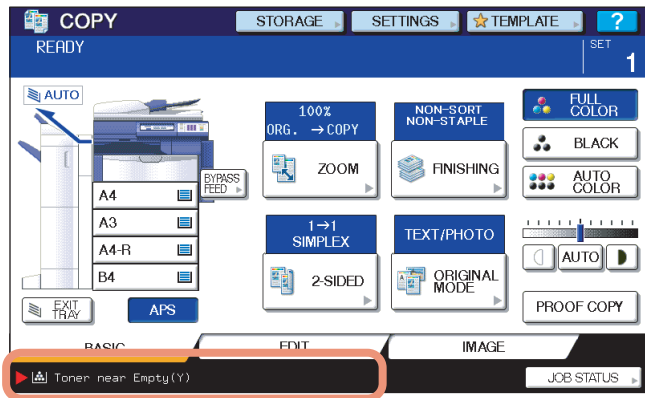 COPY
STORAGE
SETTINGS
TEMPLATE
?
READY
SET
1
AUTO
100%
ORG. →COPY
ZOOM
NON-SORT
NON-STAPLE
FINISHING
FULL
COLOR
BLACK
AUTO
COLOR
BYPASS
FEED
A4
A3
A4-R
B4
1→1
SIMPLEX
2-SIDED
TEXT/PHOTO
ORIGINAL
MODE
AUTO
EXIT
TRAY
APS
PROOF COPY
BASIC
EDIT
IMAGE
Toner near Empty(Y)
JOB STATUS